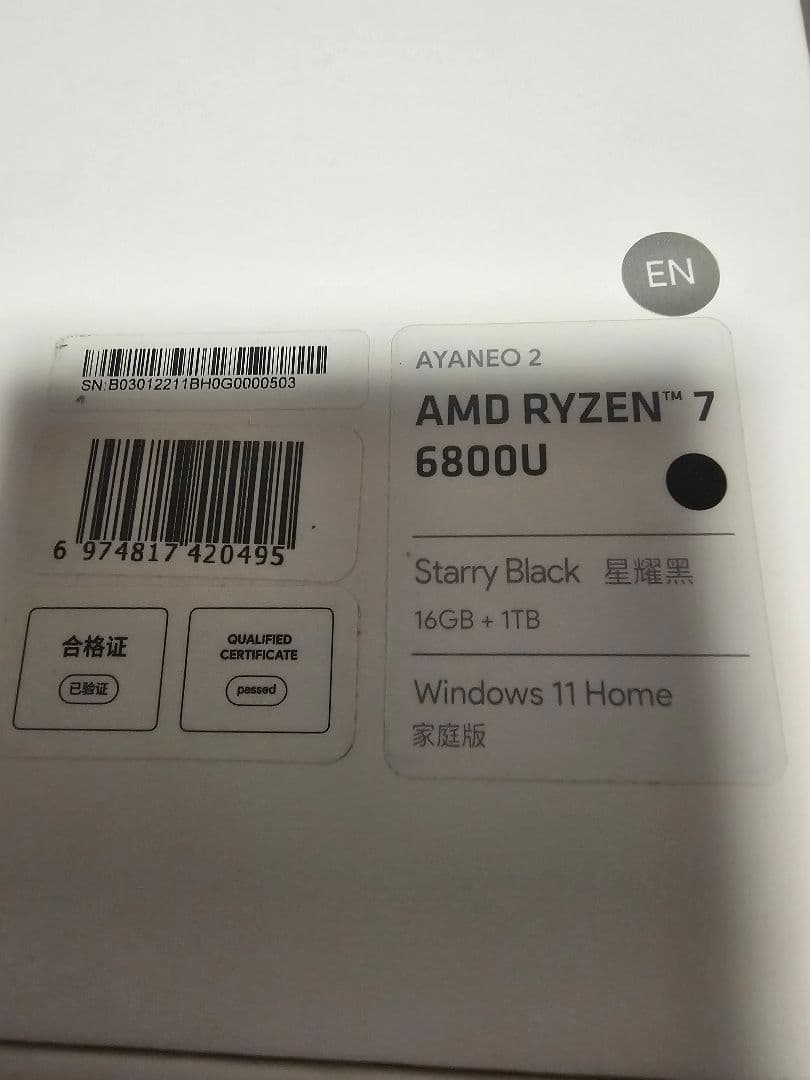 EN
SN:B03012211BH0G0000503
6 974817 420495
合格证
已验证
QUALIFIED
CERTIFICATE
passed
AYANEO 2
AMD RYZEN™ 7
6800U
Starry Black 星耀黑
16GB + 1TB
Windows 11 Home
家庭版